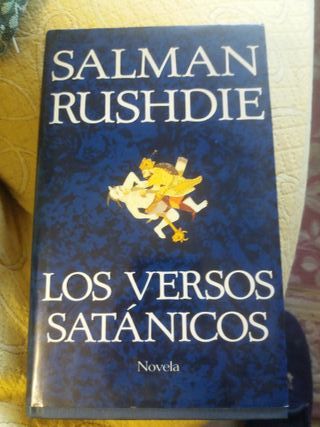 SALMAN
RUSHDIE
LOS VERSOS
SATÁNICOS
Novela